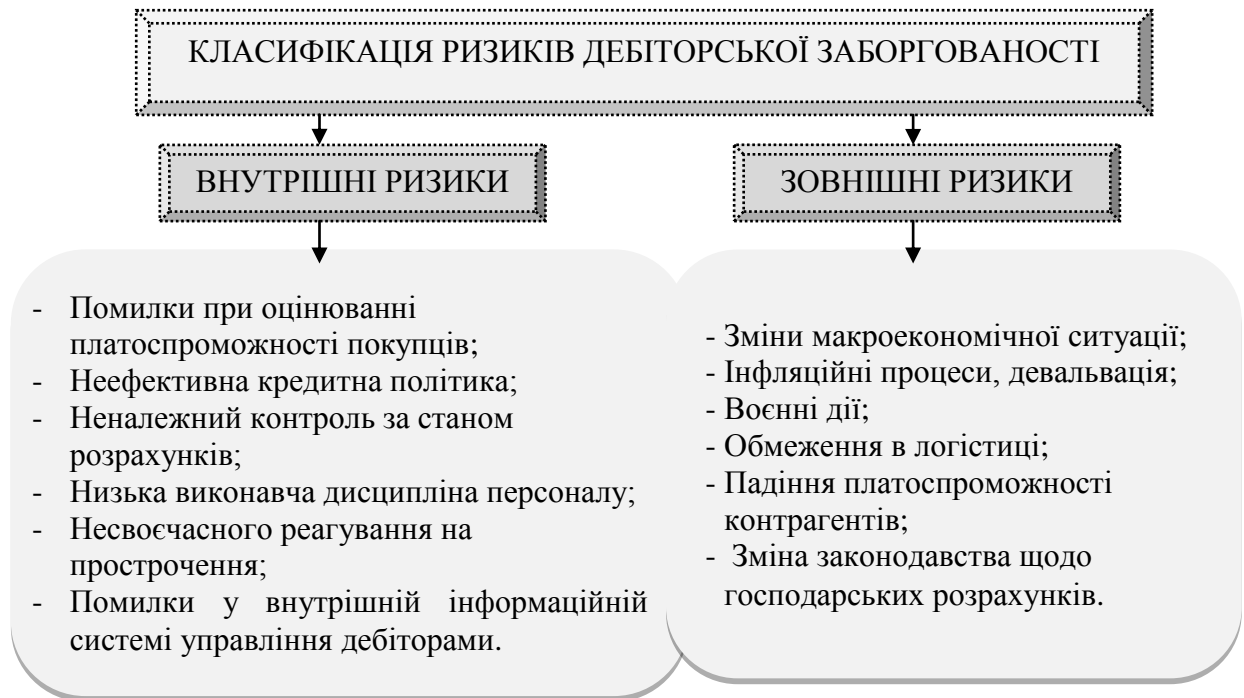 КЛАСИФІКАЦІЯ РИЗИКІВ ДЕБІТОРСЬКОЇ ЗАБОРГОВАНОСТІ
ВНУТРІШНІ РИЗИКИ
ЗОВНІШНІ РИЗИКИ
- Помилки при оцінюванні
платоспроможності покупців;
- Неефективна кредитна політика;
- Неналежний контроль за станом
розрахунків;
- Низька виконавча дисципліна персоналу;
- Несвоєчасного реагування на
прострочення;
- Помилки у внутрішній інформаційній
системі управління дебіторами.
- Зміни макроекономічної ситуації;
- Інфляційні процеси, девальвація;
- Воєнні дії;
- Обмеження в логістиці;
- Падіння платоспроможності
контрагентів;
- Зміна законодавства щодо
господарських розрахунків.